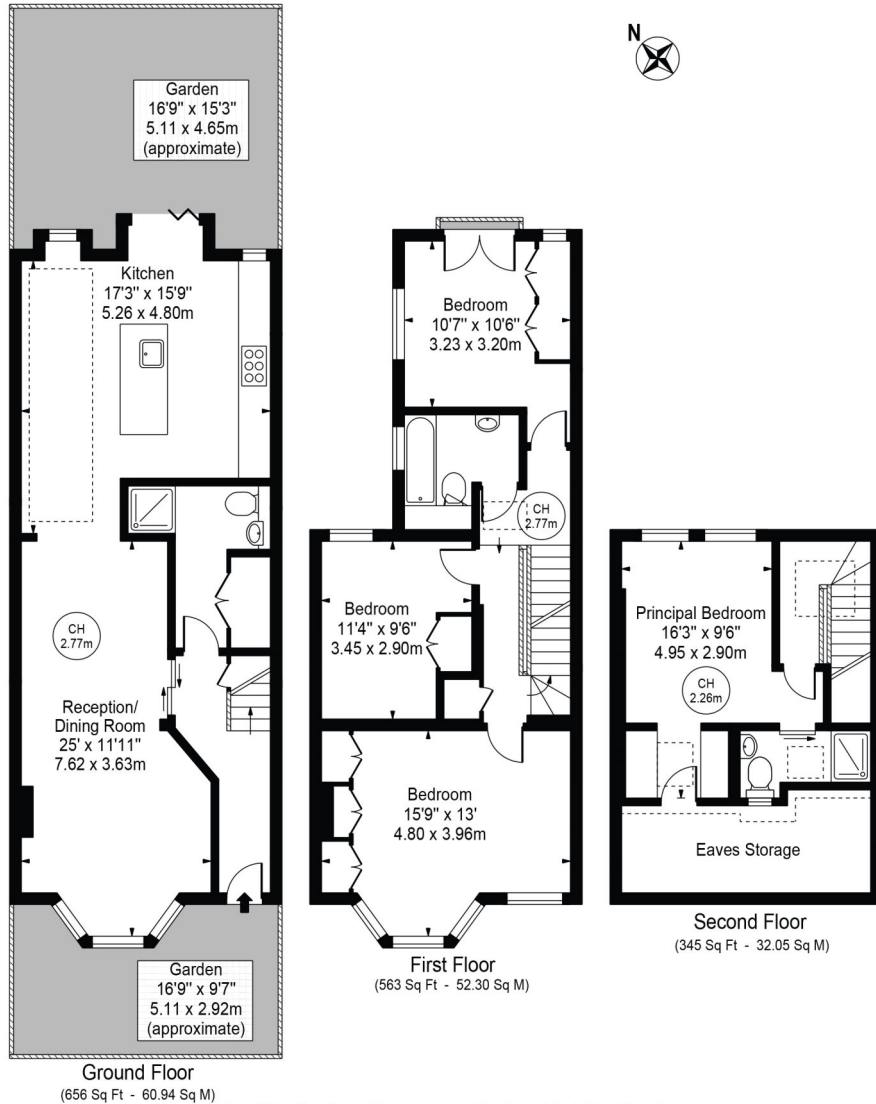 N
Garden
16'9" x 15'3"
5.11 x 4.65m
(approximate)
Kitchen
17'3" x 15'9"
5.26 x 4.80m
CH
2.77m
Reception/
Dining Room
25' x 11'11"
7.62 x 3.63m
Garden
16'9" x 9'7"
5.11 x 2.92m
(approximate)
Ground Floor
(656 Sq Ft - 60.94 Sq M)
Bedroom
10'7" x 10'6"
3.23 x 3.20m
CH
2.77m
Bedroom
11'4" x 9'6"
3.45 x 2.90m
Bedroom
15'9" x 13'
4.80 x 3.96m
First Floor
(563 Sq Ft - 52.30 Sq M)
Principal Bedroom
16'3" x 9'6"
4.95 x 2.90m
CH
2.26m
Eaves Storage
Second Floor
(345 Sq Ft - 32.05 Sq M)